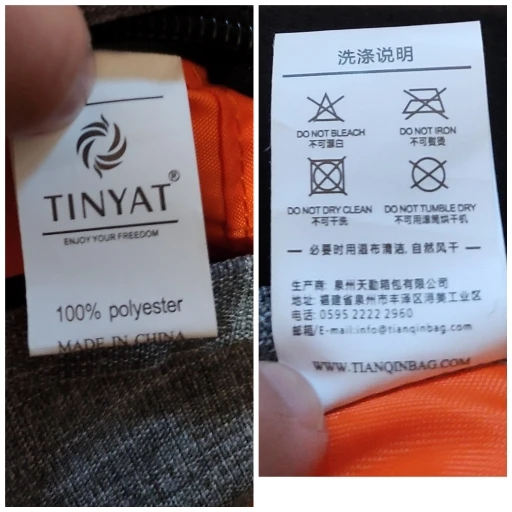 TINYAT®
ENJOY YOUR FREEDOM
100% polyester
MADE IN CHINA
洗涤说明
DO NOT BLEACH
不可漂白
DO NOT IRON
不可熨烫
DO NOT DRY CLEAN
不可干洗
DO NOT TUMBLE DRY
不可用滚筒烘干机
必要时用湿布清洁, 自然风干
生产商: 泉州天勤箱包有限公司
地址: 福建省泉州市丰泽区浔美工业区
电话: 0595 2222 2960
邮箱/E-mail:info@tianqinbag.com
WWW.TIANQINBAG.COM